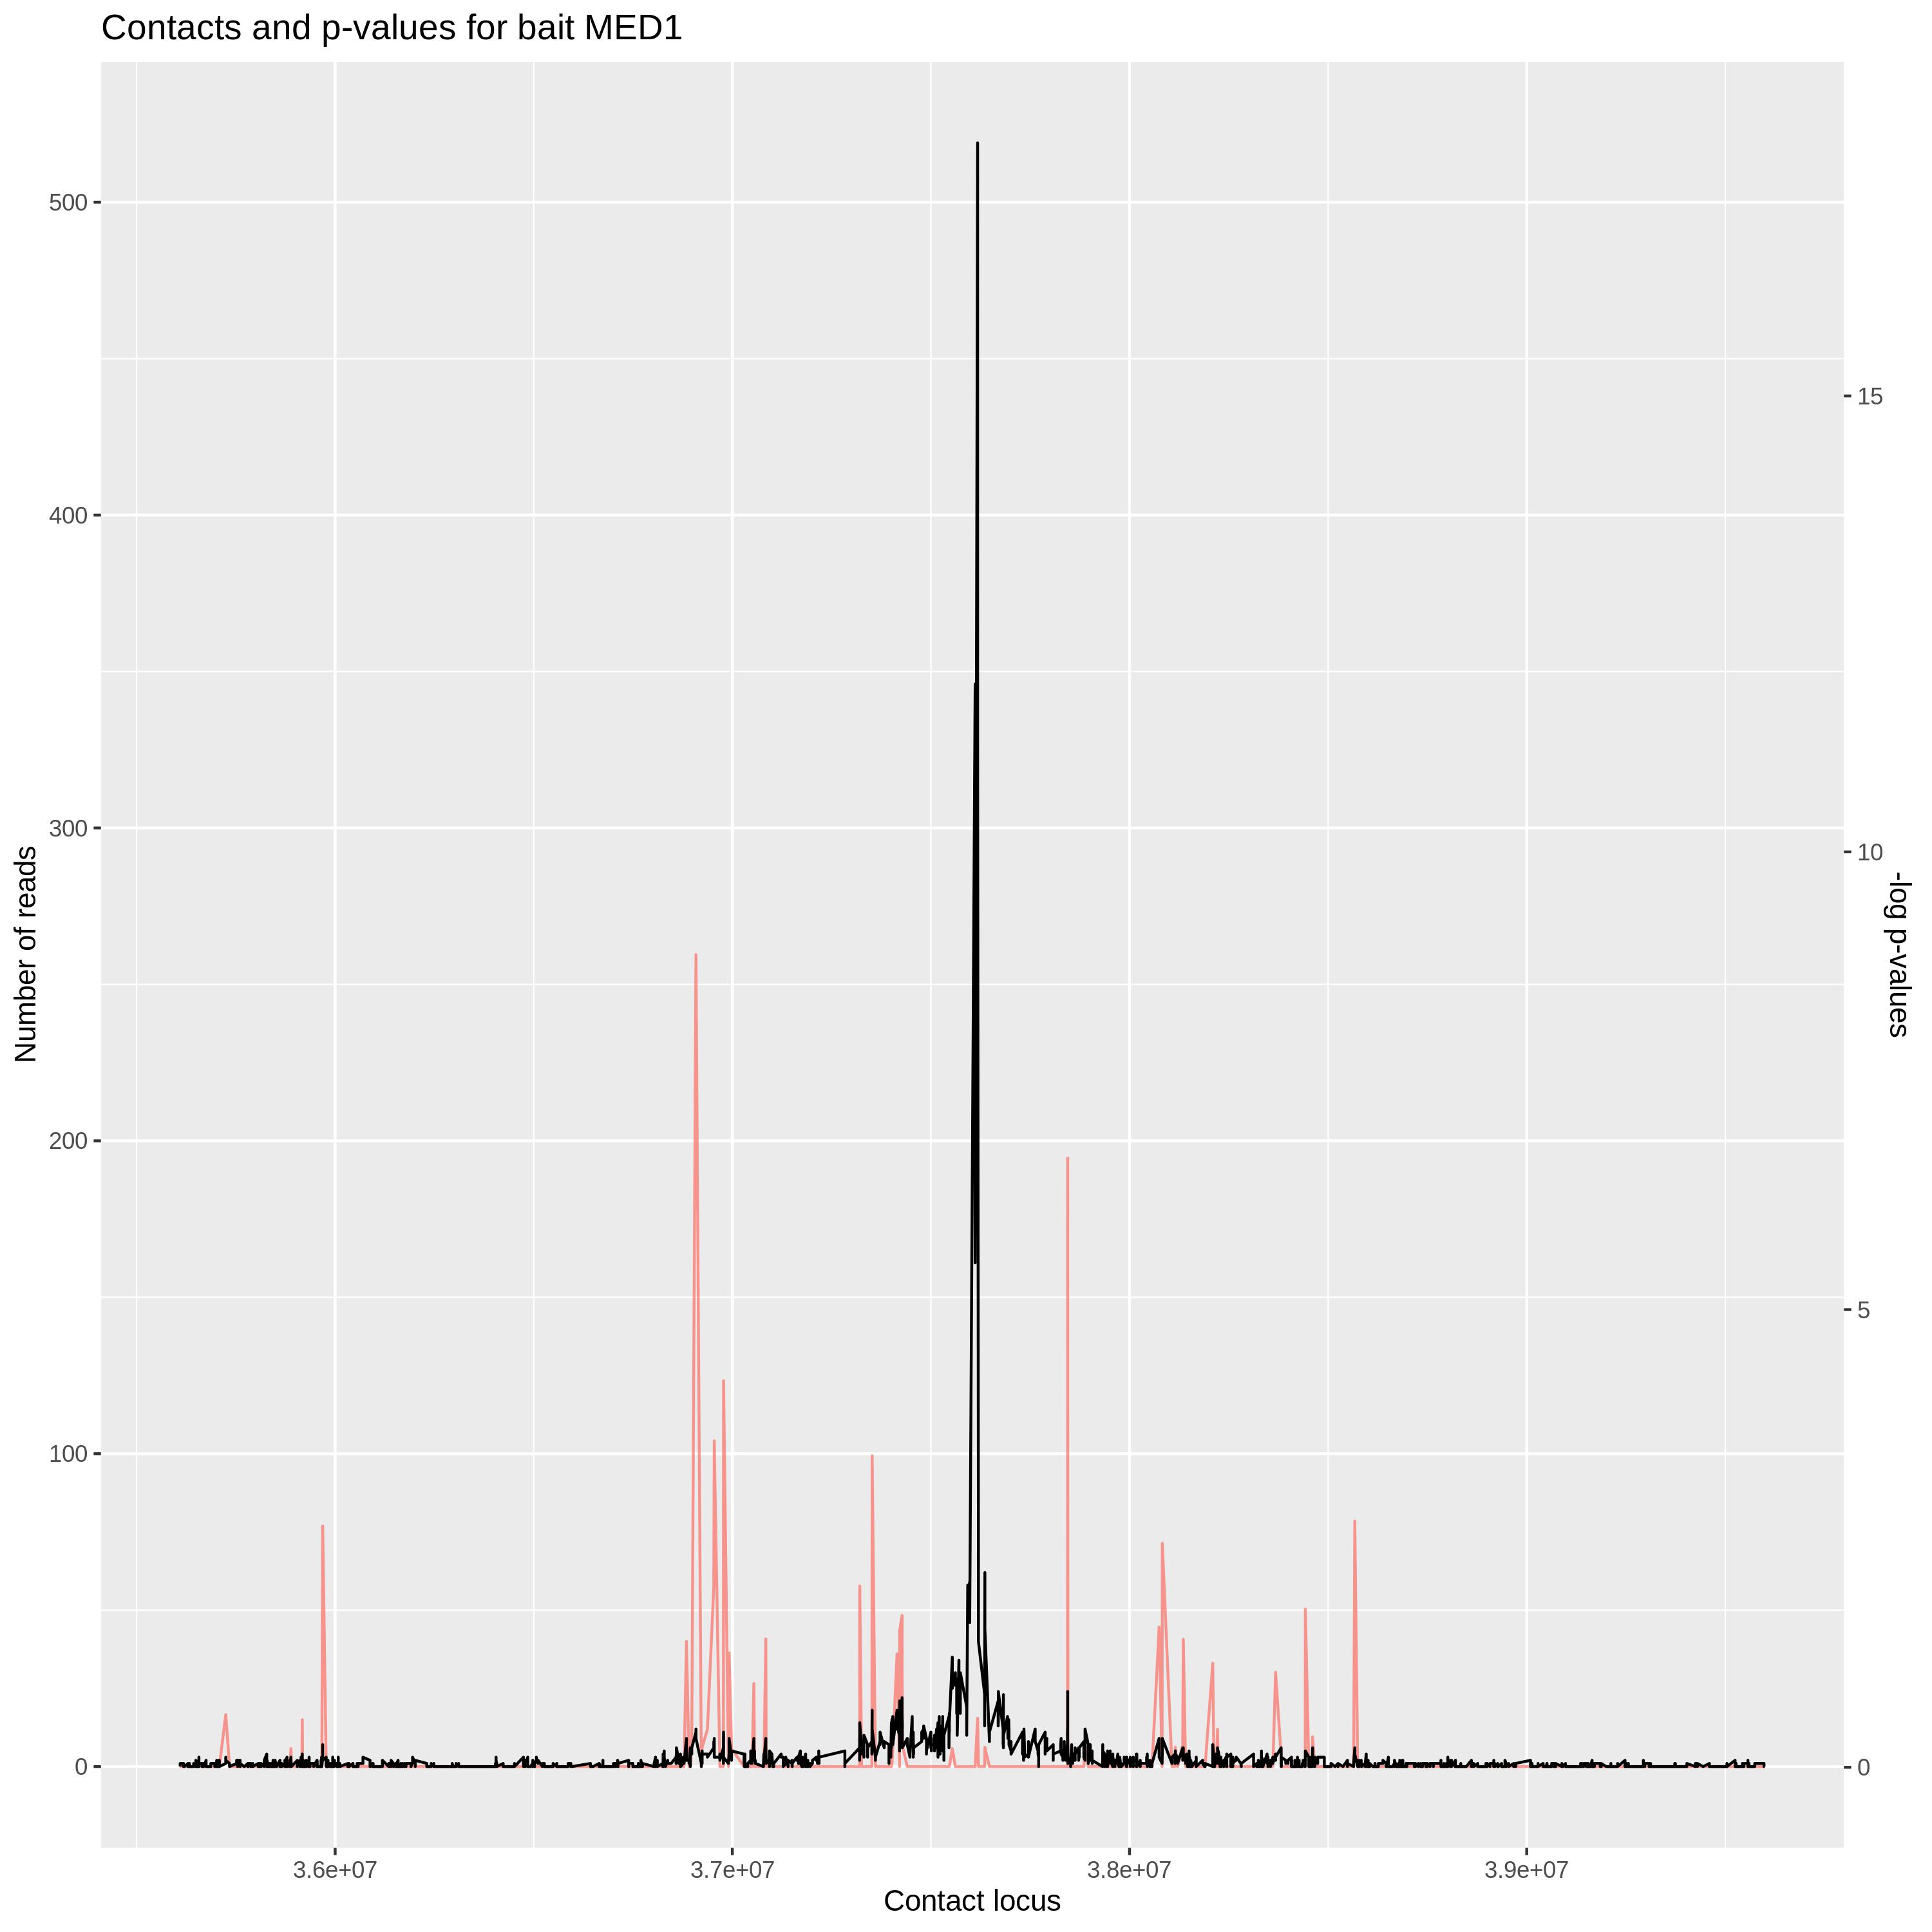 Contacts and p-values for bait MED1
500
400
300
200
100
0
Number of reads
15
10
5
0
-log p-values
3.6e+07
3.7e+07
3.8e+07
3.9e+07
Contact locus